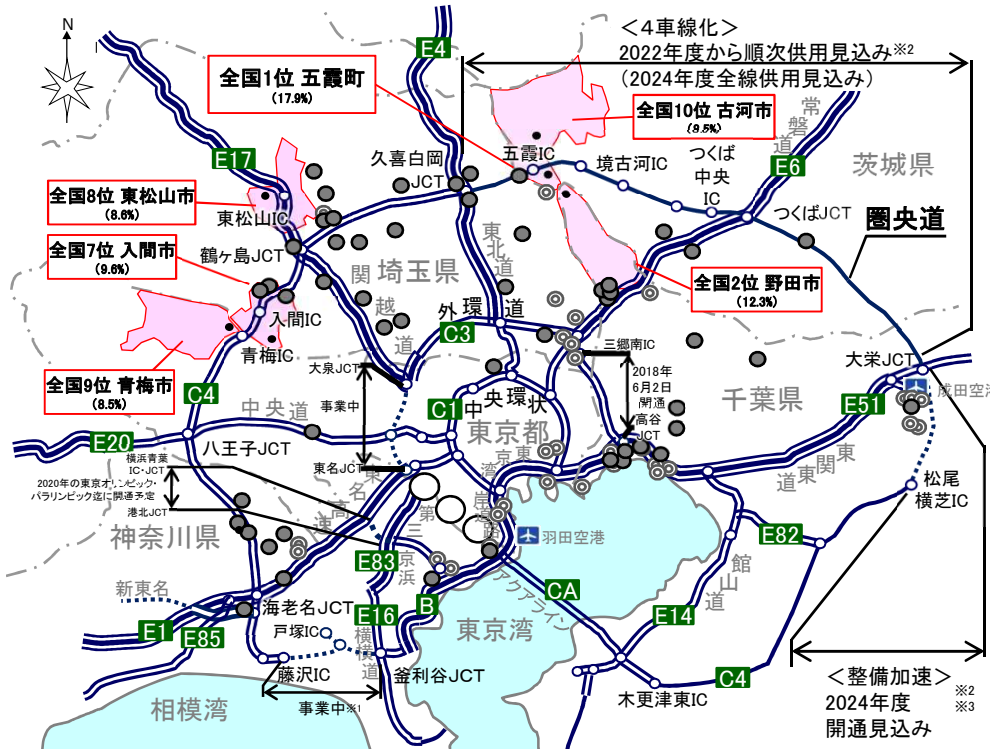 N
<４車線化>
2022年度から順次供用見込み※2
(2024年度全線供用見込み)
E4
全国1位 五霞町
(17.9%)
全国10位 古河市
(9.5%)
常磐道
E17
久喜白岡
JCT
五霞IC
境古河IC
つくば
中央
IC
E6
茨城県
全国8位 東松山市
(8.6%)
東松山IC
つくばJCT
圏央道
全国7位 入間市
(9.6%)
鶴ヶ島JCT
関越道
埼玉県
東北道
全国2位 野田市
(12.3%)
入間IC
外環道
C3
青梅IC
三郷南IC
大泉JCT
2018年
6月2日
開通
高谷
JCT
大栄JCT
全国9位 青梅市
(8.5%)
C4
中央道
事業中
C1
中央環状
東京都
千葉県
E51
成田空港
E20
八王子JCT
東関東道
横浜青葉
IC・JCT
東名JCT
2020年の東京オリンピック・
パラリンピック迄に開通予定
港北JCT
東名高速
東京湾岸道路
松尾
横芝IC
神奈川県
第三京浜
羽田空港
E82
E83
館山道
新東名
アクアライン
CA
海老名JCT
E16
B
E14
E1
E85
戸塚IC
横横道
東京湾
藤沢IC
釜利谷JCT
C4
木更津東IC
相模湾
事業中※1
<整備加速>
2024年度
開通見込み
※2
※3